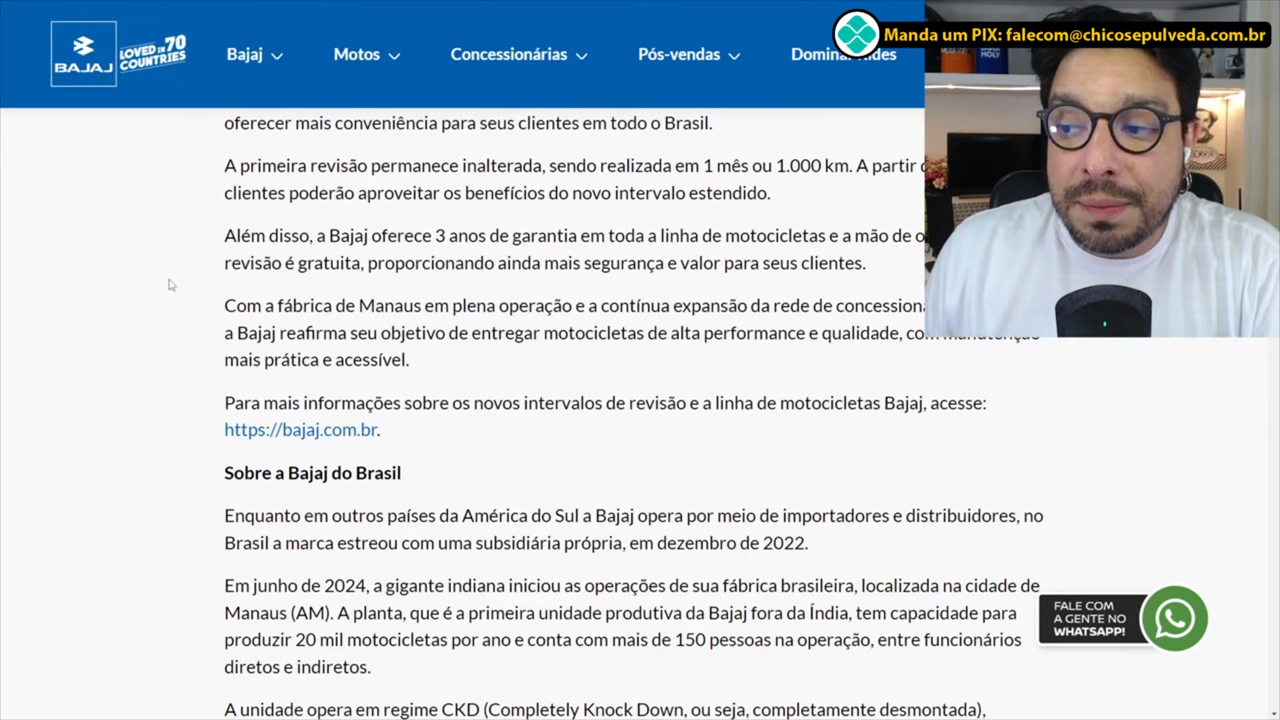 BAJAJ
LOVED IN 70
COUNTRIES
Bajaj
Motos
Concessionárias
Pós-vendas
Manda um PIX: falecom@chicosepulveda.com.br
oferecer mais conveniência para seus clientes em todo o Brasil.
A primeira revisão permanece inalterada, sendo realizada em 1 mês ou 1.000 km. A partir
clientes poderão aproveitar os benefícios do novo intervalo estendido.
Além disso, a Bajaj oferece 3 anos de garantia em toda a linha de motocicletas e a mão de
revisão é gratuita, proporcionando ainda mais segurança e valor para seus clientes.
Com a fábrica de Manaus em plena operação e a contínua expansão da rede de
a Bajaj reafirma seu objetivo de entregar motocicletas de alta performance e qualidade,
mais prática e acessível.
Para mais informações sobre os novos intervalos de revisão e a linha de motocicletas Bajaj, acesse:
https://bajaj.com.br.
Sobre a Bajaj do Brasil
Enquanto em outros países da América do Sul a Bajaj opera por meio de importadores e distribuidores, no
Brasil a marca estreou com uma subsidiária própria, em dezembro de 2022.
Em junho de 2024, a gigante indiana iniciou as operações de sua fábrica brasileira, localizada na cidade de
Manaus (AM). A planta, que é a primeira unidade produtiva da Bajaj fora da Índia, tem capacidade para
produzir 20 mil motocicletas por ano e conta com mais de 150 pessoas na operação, entre funcionários
diretos e indiretos.
A unidade opera em regime CKD (Completely Knock Down, ou seja, completamente desmontada),
FALE COM
A GENTE NO
WHATSAPP!